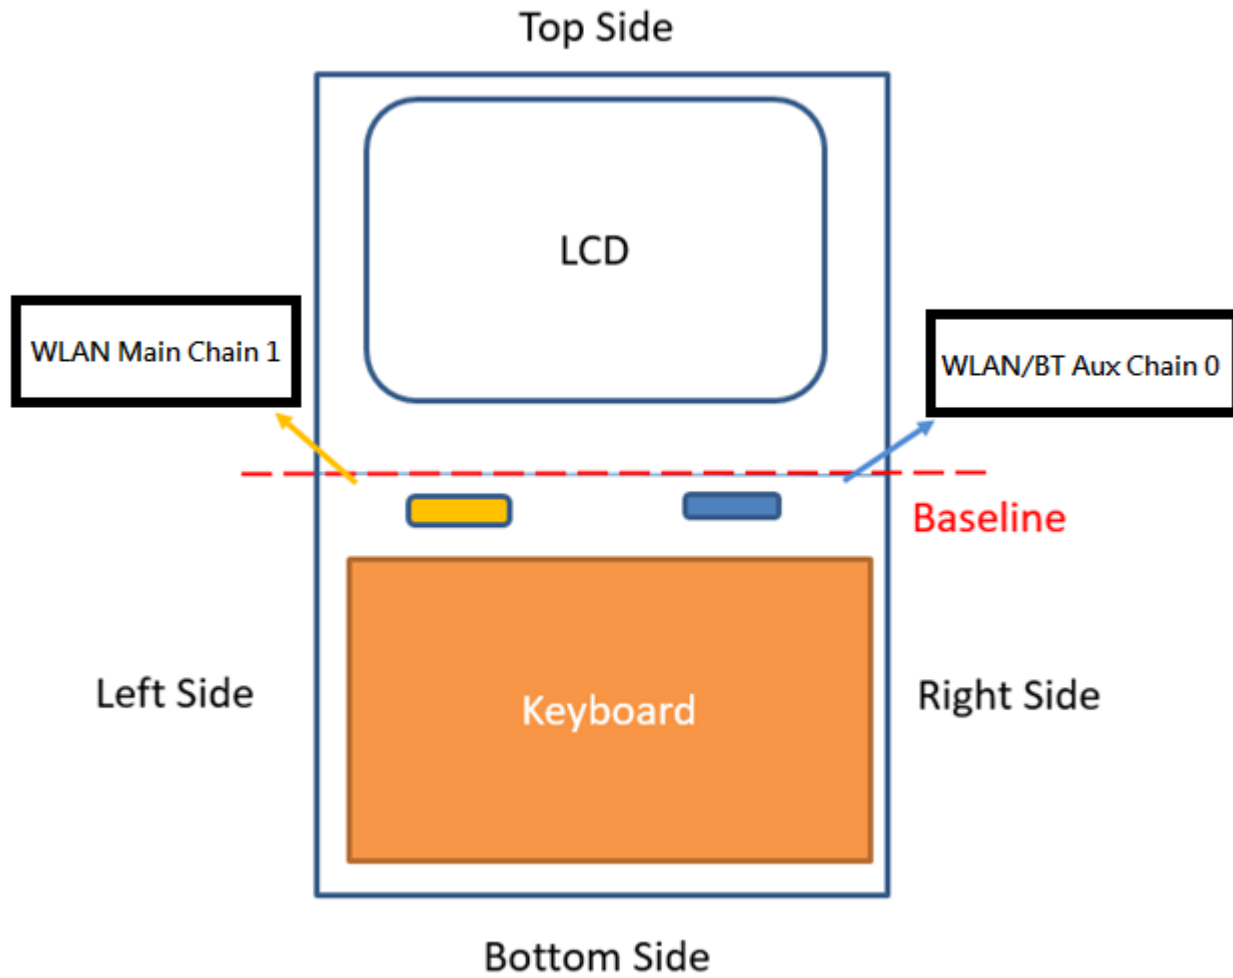 Top Side
LCD
WLAN Main Chain 1
WLAN/BT Aux Chain 0
Baseline
Left Side
Keyboard
Right Side
Bottom Side